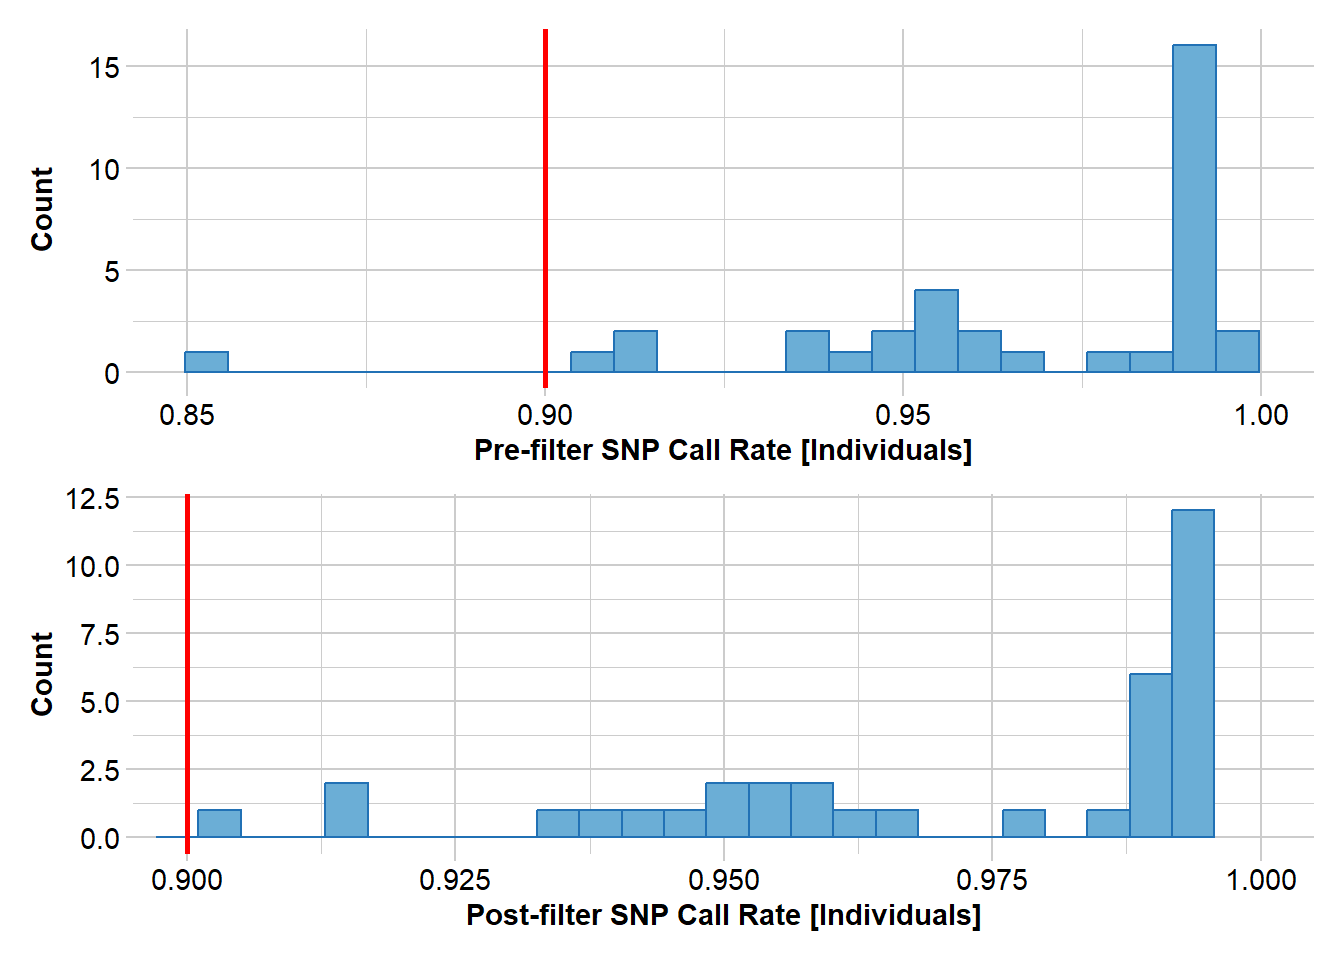 Count
15
10
5
0
0.85 0.90 0.95 1.00
Pre-filter SNP Call Rate [Individuals]
Count
12.5
10.0
7.5
5.0
2.5
0.0
0.900 0.925 0.950 0.975 1.000
Post-filter SNP Call Rate [Individuals]